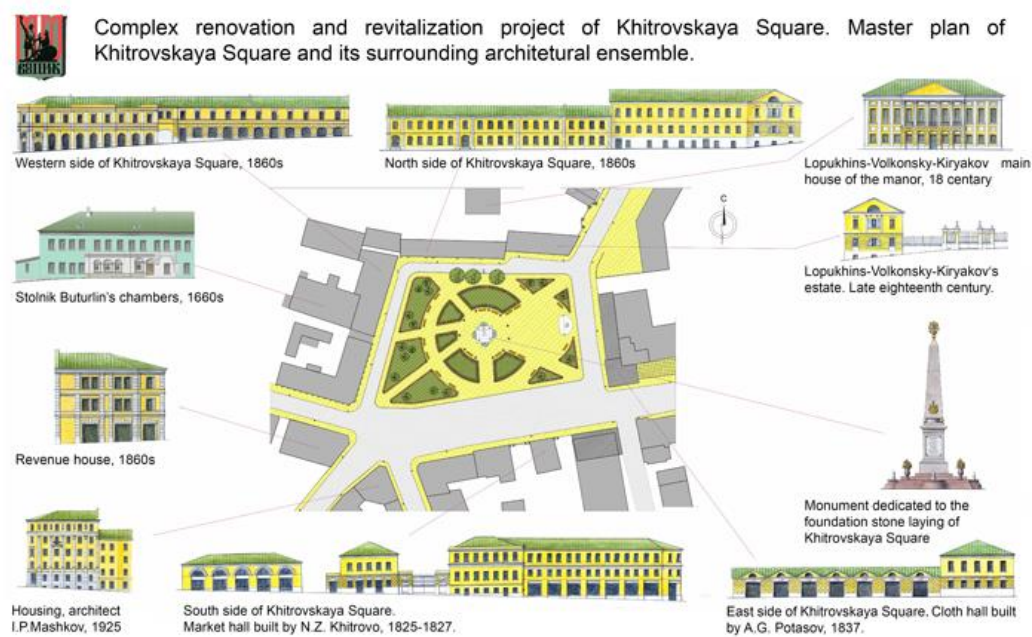 Complex renovation and revitalization project of Khitrovskaya Square. Master plan of
Khitrovskaya Square and its surrounding architetural ensemble.
Western side of Khitrovskaya Square, 1860s
North side of Khitrovskaya Square, 1860s
Lopukhins-Volkonsky-Kiryakov main
house of the manor, 18 centary
С
Stolnik Buturlin's chambers, 1660s
Lopukhins-Volkonsky-Kiryakov's
estate. Late eighteenth century.
Revenue house, 1860s
Monument dedicated to the
foundation stone laying of
Khitrovskaya Square
Housing, architect
I.P.Mashkov, 1925
South side of Khitrovskaya Square.
Market hall built by N.Z. Khitrovo, 1825-1827.
East side of Khitrovskaya Square. Cloth hall built
by A.G. Potasov, 1837.